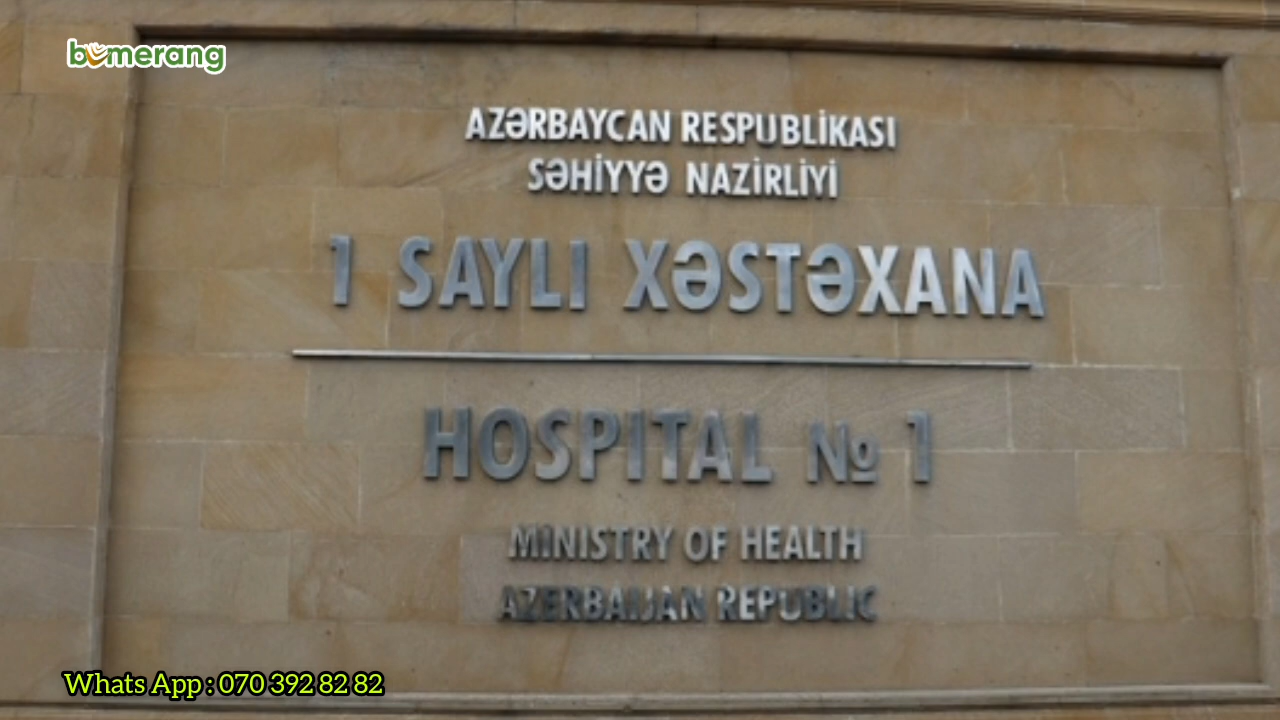 bumerang
AZƏRBAYCAN RESPUBLİKASI
SƏHİYYƏ NAZİRLİYİ
1 SAYLI XƏSTƏXANA
HOSPITAL № 1
MINISTRY OF HEALTH
AZERBAIJAN REPUBLIC
Whats App : 070 392 82 82